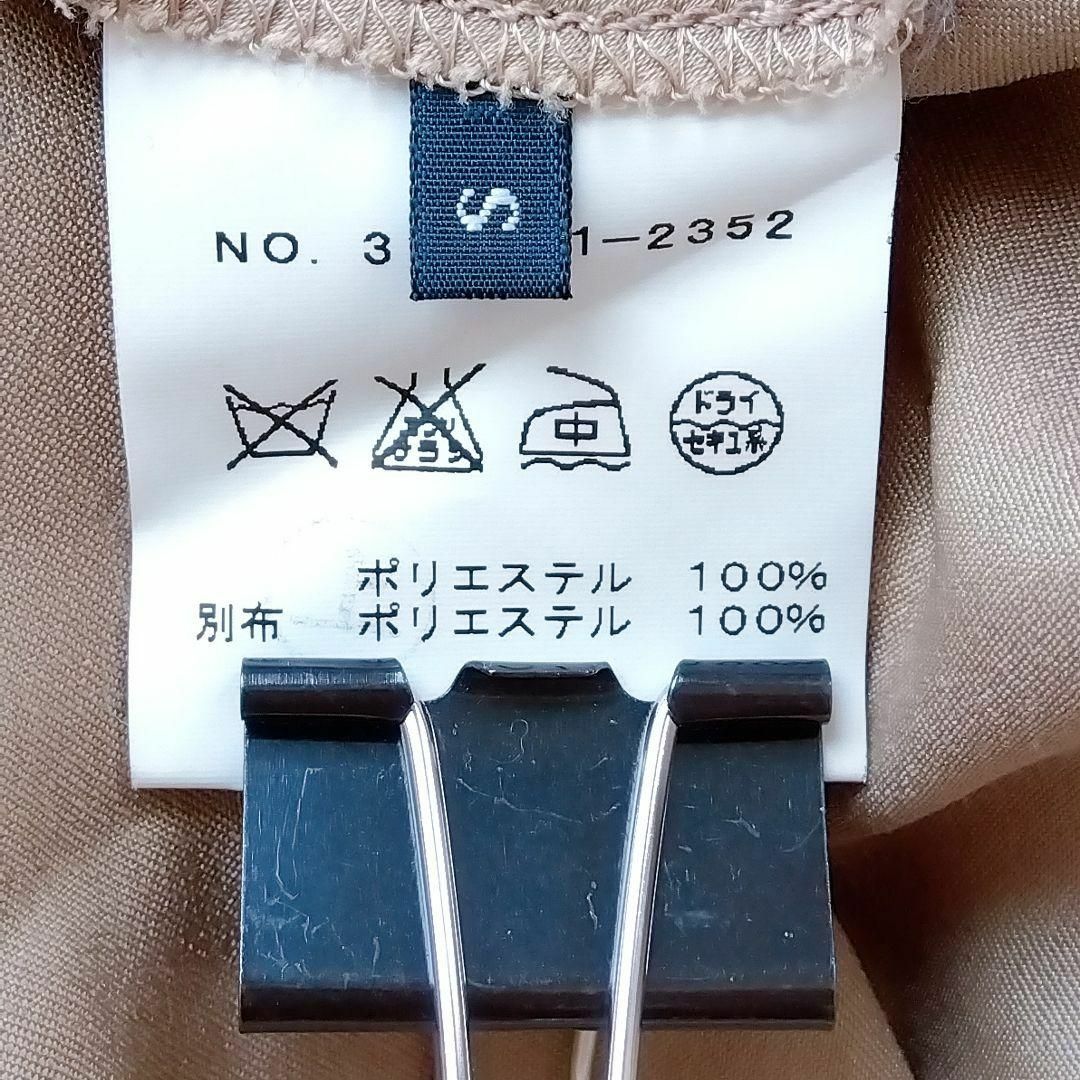 S
NO. 3 1-2352
中
ドライ
セキユ系
ポリエステル 100%
別布 ポリエステル 100%